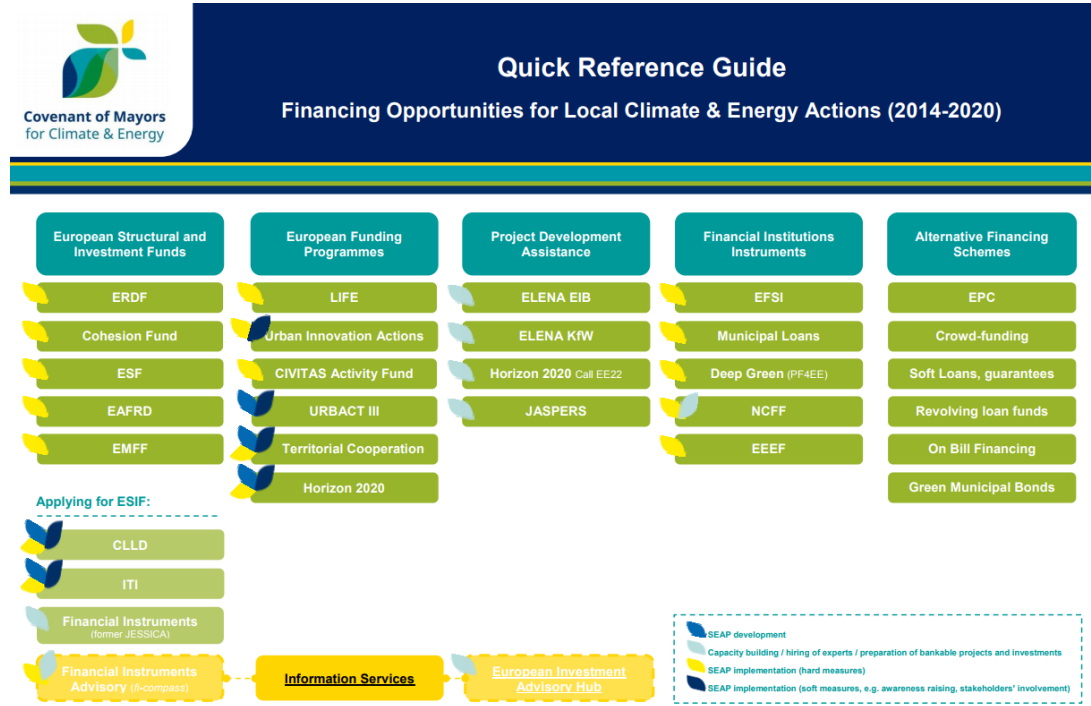 Covenant of Mayors
for Climate & Energy
Quick Reference Guide
Financing Opportunities for Local Climate & Energy Actions (2014-2020)
European Structural and
Investment Funds
ERDF
Cohesion Fund
ESF
EAFRD
EMFF
Applying for ESIF:
CLLD
ITI
Financial Instruments
(former JESSICA)
Financial Instruments
Advisory (fi-compass)
European Funding
Programmes
LIFE
Urban Innovation Actions
CIVITAS Activity Fund
URBACT III
Territorial Cooperation
Horizon 2020
Information Services
Project Development
Assistance
ELENA EIB
ELENA KfW
Horizon 2020 Call EE22
JASPERS
European Investment
Advisory Hub
Financial Institutions
Instruments
EFSI
Municipal Loans
Deep Green (PF4EE)
NCFF
EEEF
Alternative Financing
Schemes
EPC
Crowd-funding
Soft Loans, guarantees
Revolving loan funds
On Bill Financing
Green Municipal Bonds
SEAP development
Capacity building / hiring of experts / preparation of bankable projects and investments
SEAP implementation (hard measures)
SEAP implementation (soft measures, e.g. awareness raising, stakeholders' involvement)